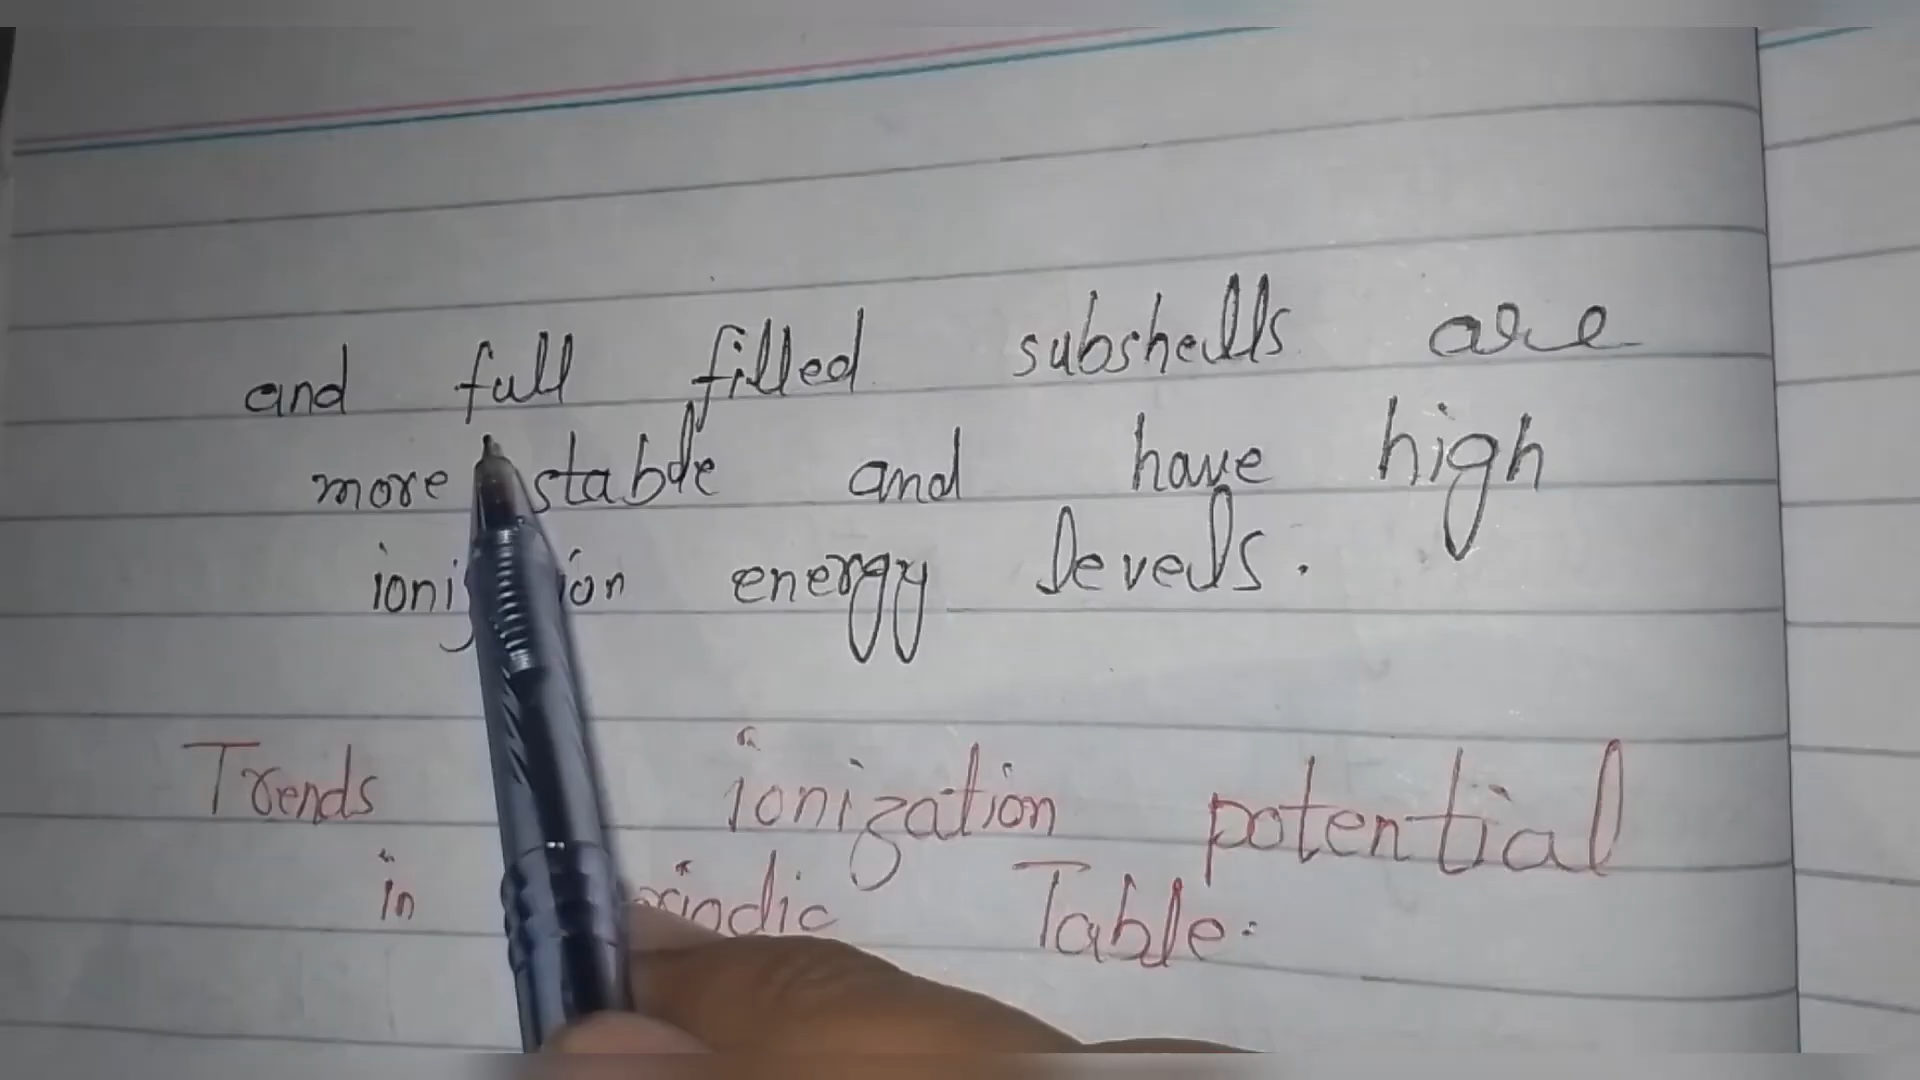 and full filled subshells are
more stable and have high
energy levels.
Trends ionization potential
in Table.